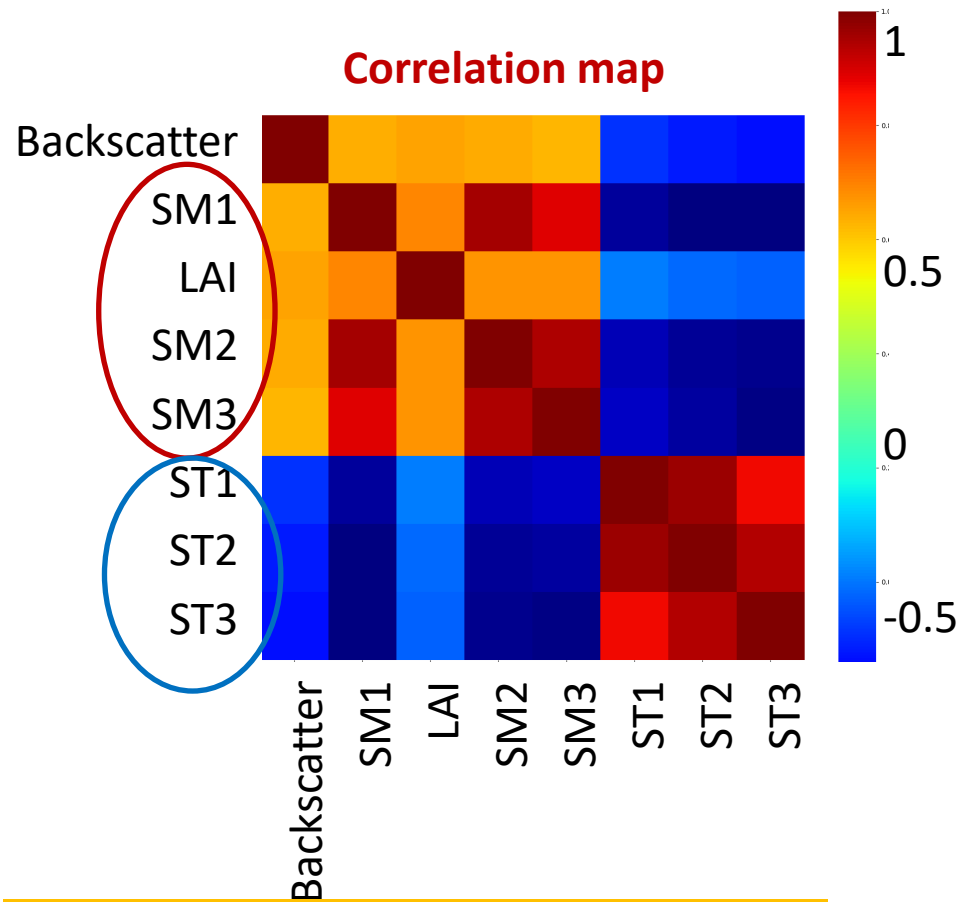 Correlation map
Backscatter
SM1
LAI
SM2
SM3
ST1
ST2
ST3
Backscatter
SM1
LAI
SM2
SM3
ST1
ST2
ST3
1
0.5
0
-0.5